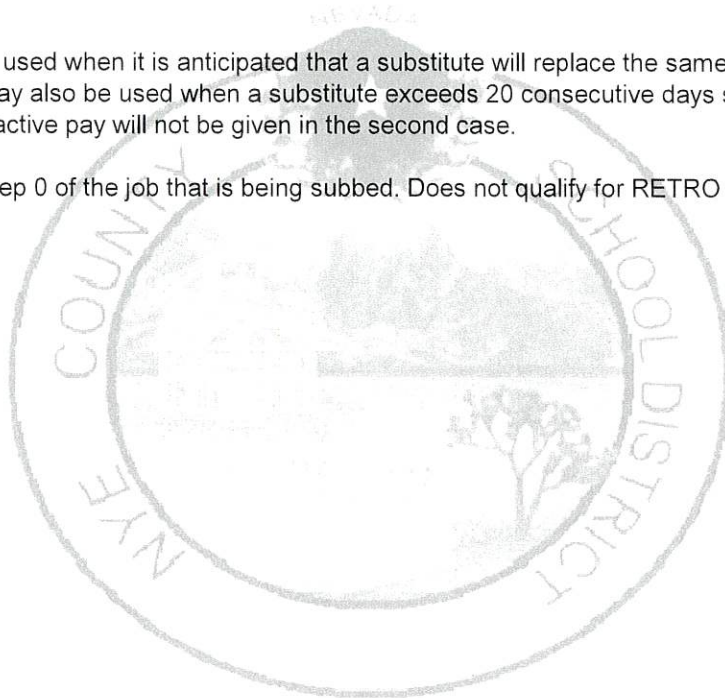 NEVADA
used when it is anticipated that a substitute will replace the same
ay also be used when a substitute exceeds 20 consecutive days s
active pay will not be given in the second case.
ep 0 of the job that is being subbed. Does not qualify for RETRO
NYE COUNTY SCHOOL DISTRICT